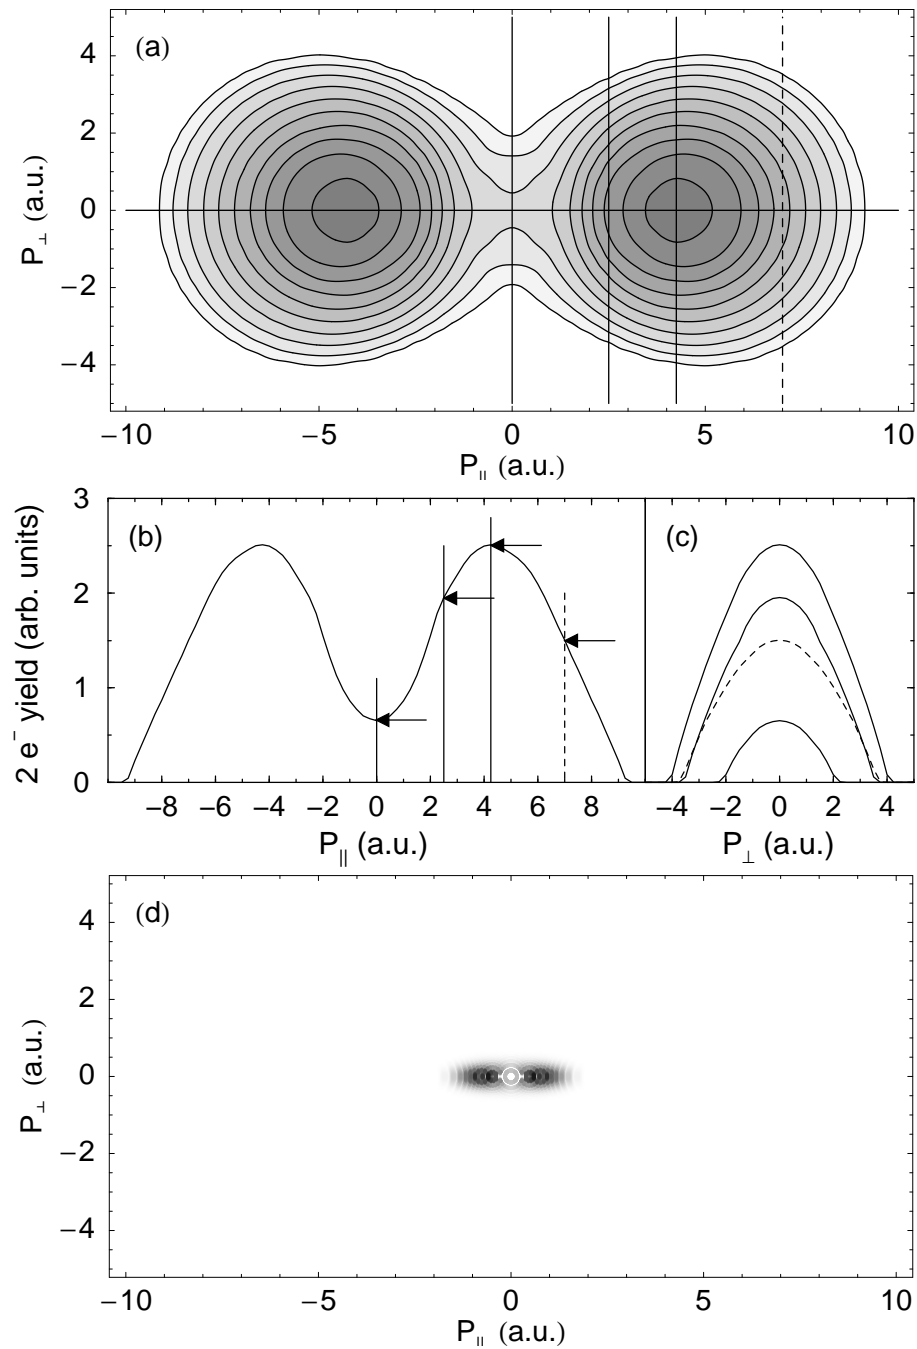 (a)
4
2
0
−2
−4
P⊥ (a.u.)
−10 −5 0 5 10
P|| (a.u.)
(b) (c)
3
2
1
0
2 e− yield (arb. units)
−8 −6 −4 −2 0 2 4 6 8 −4 −2 0 2 4
P|| (a.u.) P⊥ (a.u.)
(d)
4
2
0
−2
−4
P⊥ (a.u.)
−10 −5 0 5 10
P|| (a.u.)